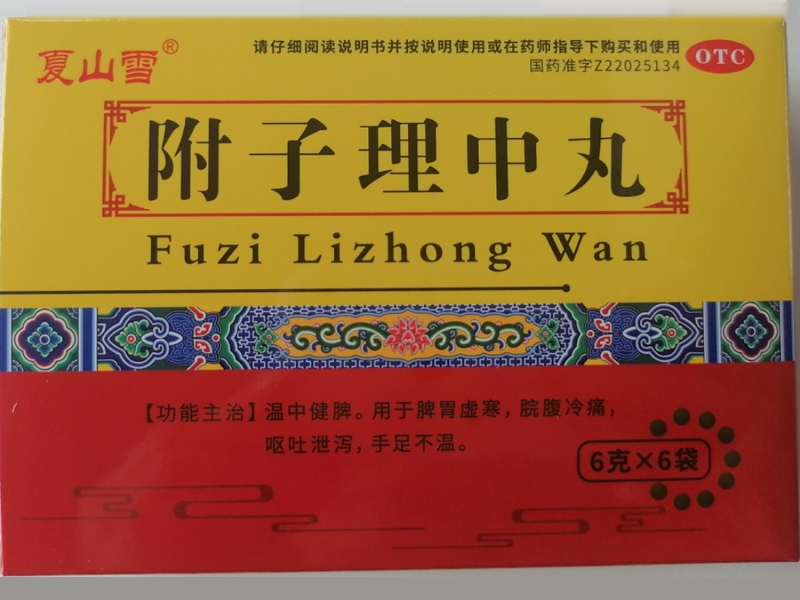 夏山雪®
请仔细阅读说明书并按说明使用或在药师指导下购买和使用
国药准字Z22025134
OTC
附子理中丸
Fuzi Lizhong Wan
【功能主治】温中健脾。用于脾胃虚寒，脘腹冷痛，
呕吐泄泻，手足不温。
6克×6袋